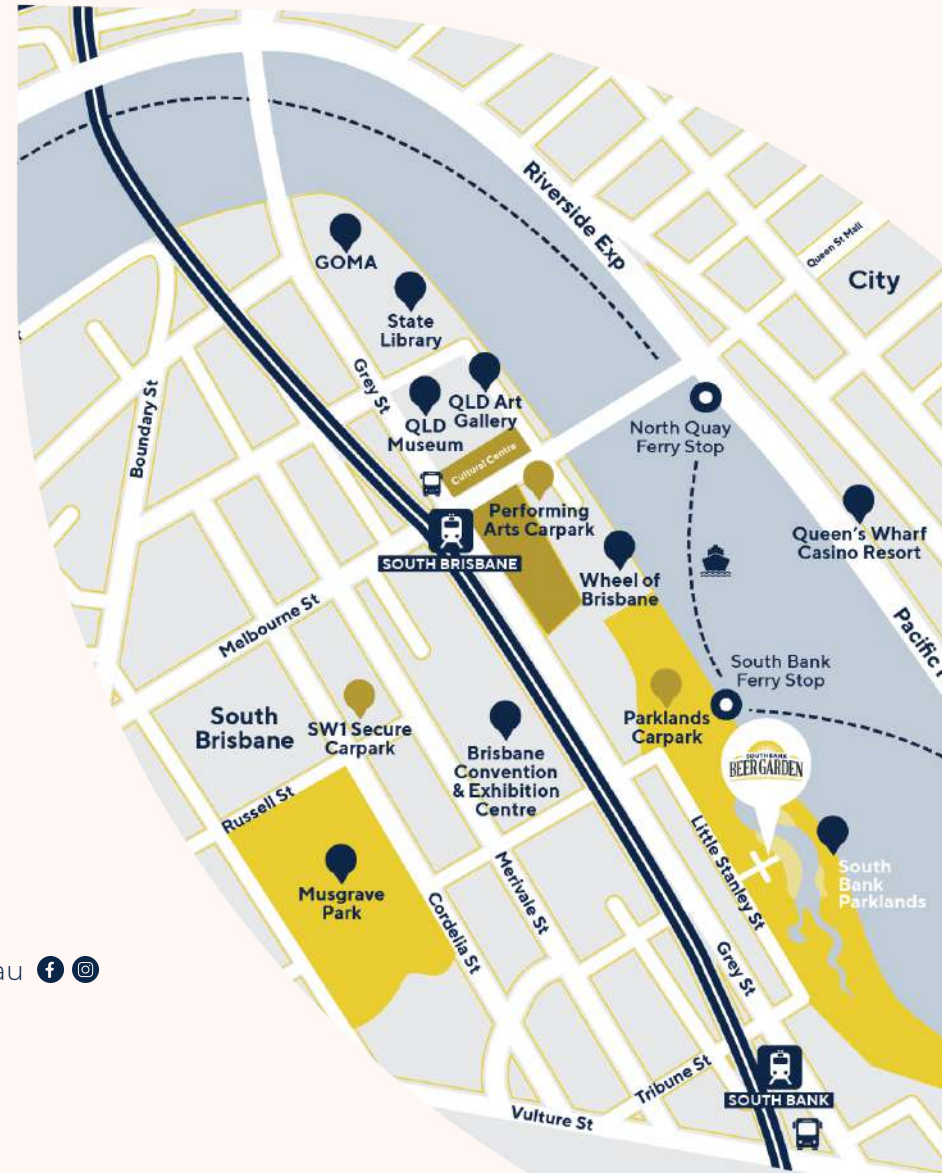 Riverside Exp
Queen St Mall
City
GOMA
State
Library
Grey St
QLD Art
Gallery
QLD
Museum
Boundary St
Cultural Centre
North Quay
Ferry Stop
Performing
Arts Carpark
Queen's Wharf
Casino Resort
SOUTH BRISBANE
Wheel of
Brisbane
Melbourne St
Pacific
South Bank
Ferry Stop
South
Brisbane
SW1 Secure
Carpark
Parklands
Carpark
Brisbane
Convention
& Exhibition
Centre
SOUTHBANK
BEER GARDEN
Russell St
Little Stanley St
South
Bank
Parklands
Musgrave
Park
Merivale St
Cordelia St
Grey St
au
Tribune St
SOUTH BANK
Vulture St